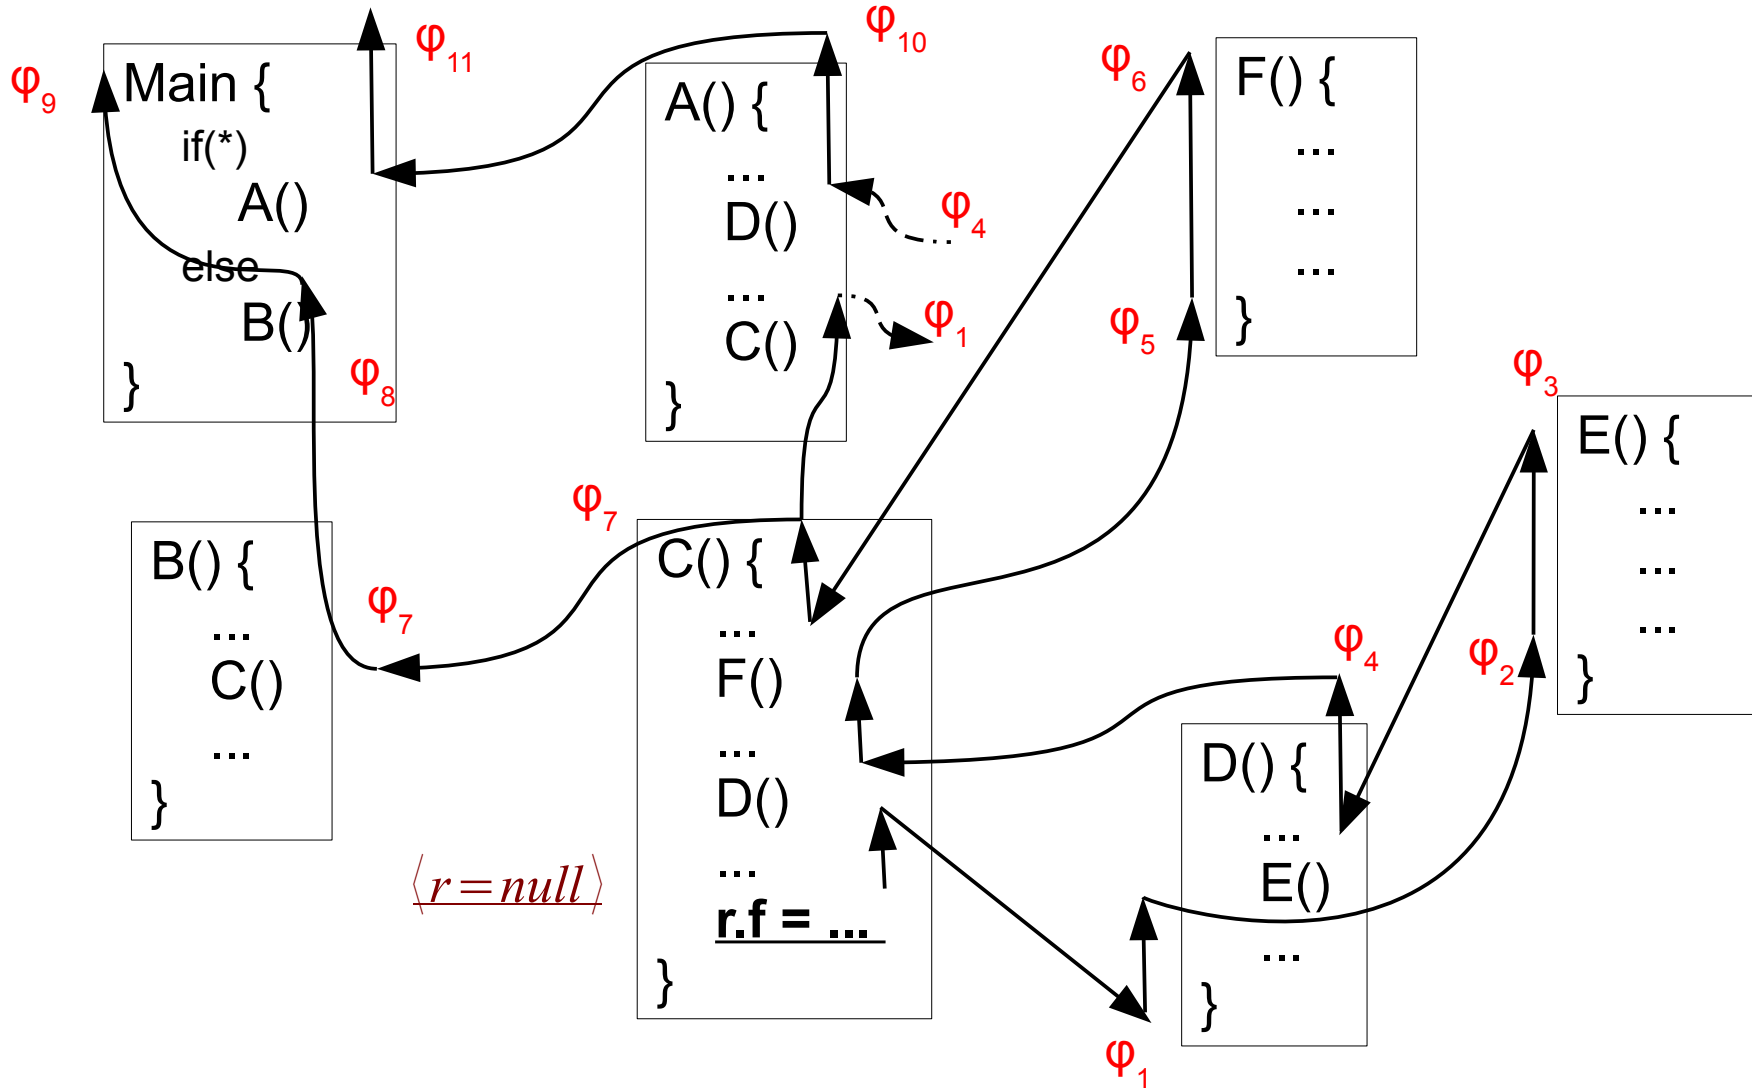 φ9
Main {
if(*)
A()
else
B()
}
φ11
φ8
φ10
A() {
...
D()
...
C()
}
φ4
φ1
φ6
φ5
F() {
...
...
...
}
φ3
φ2
E() {
...
...
...
}
B() {
...
C()
...
}
φ7
φ7
C() {
...
F()
...
D()
...
r.f = ...
}
⟨r=null⟩
φ4
D() {
...
E()
...
}
φ1